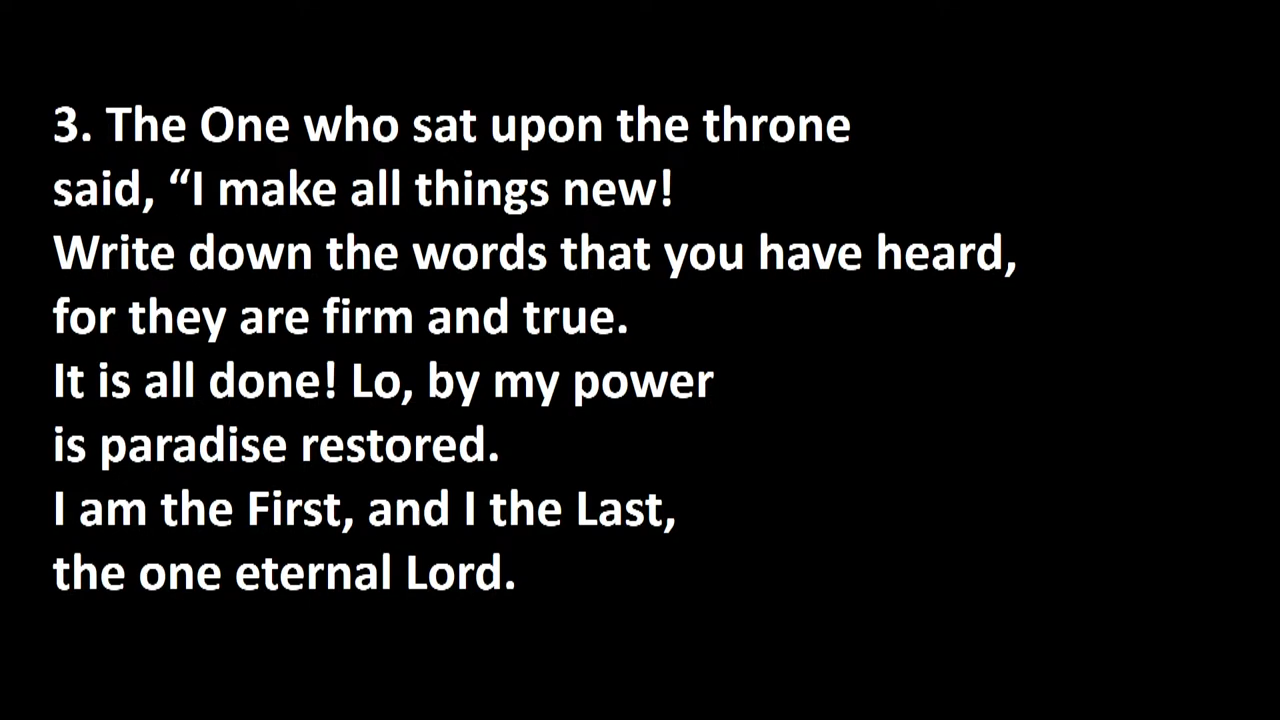 3. The One who sat upon the throne
said, “I make all things new!
Write down the words that you have heard,
for they are firm and true.
It is all done! Lo, by my power
is paradise restored.
I am the First, and I the Last,
the one eternal Lord.